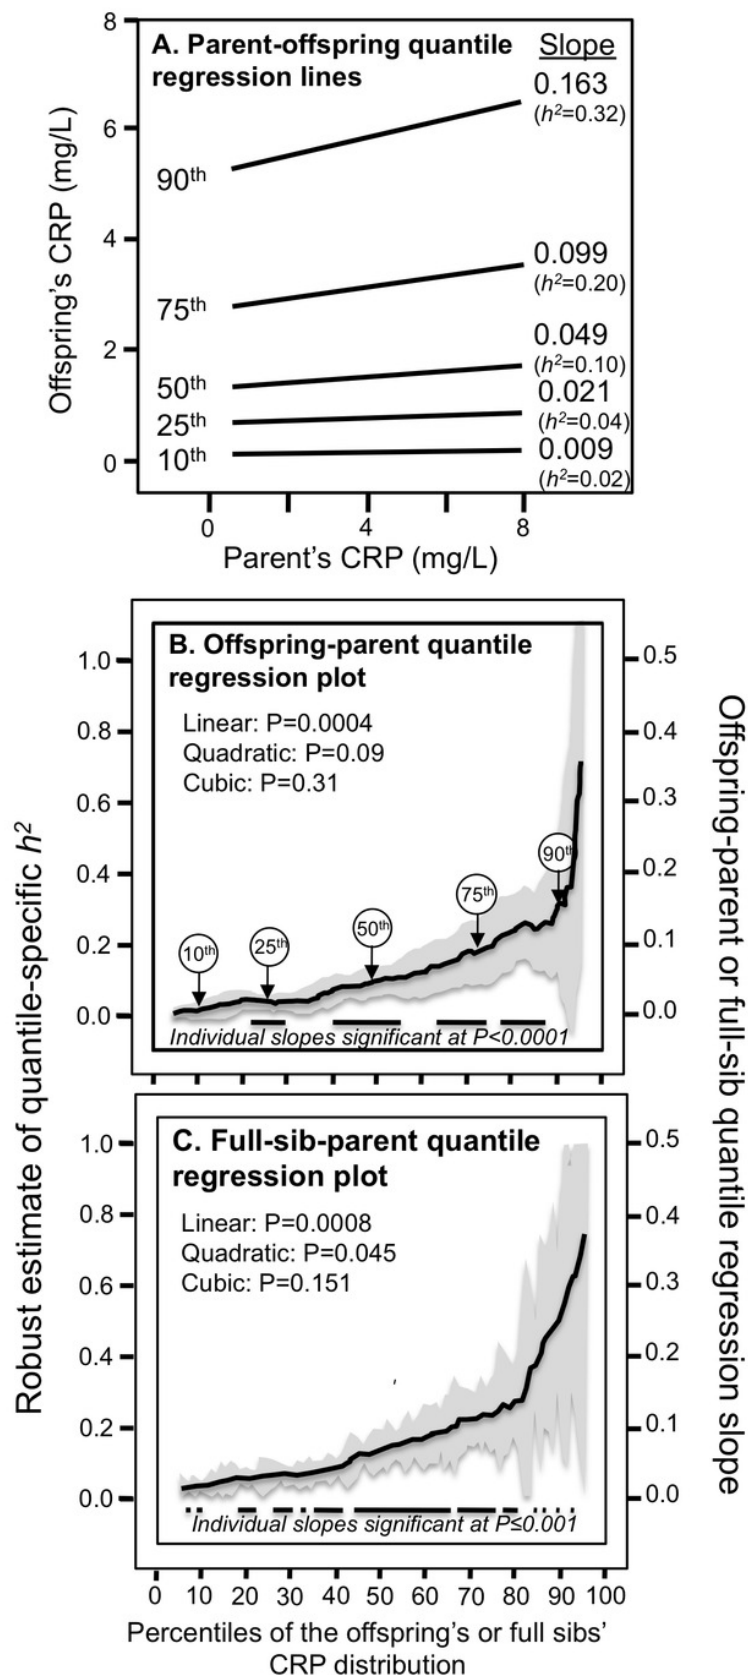 8
A. Parent-offspring quantile
regression lines
Slope
0.163
(h²=0.32)
6
90th
4
0.099
(h²=0.20)
75th
0.049
(h²=0.10)
2
50th
0.021
(h²=0.04)
25th
0.009
(h²=0.02)
0
10th
0 4 8
Offspring's CRP (mg/L)
Parent's CRP (mg/L)
B. Offspring-parent quantile
regression plot
Linear: P=0.0004
Quadratic: P=0.09
Cubic: P=0.31
1.0
0.8
0.6
0.4
0.2
0.0
0.5
0.4
0.3
0.2
0.1
0.0
10th
25th
50th
75th
90th
Individual slopes significant at P<0.0001
C. Full-sib-parent quantile
regression plot
Linear: P=0.0008
Quadratic: P=0.045
Cubic: P=0.151
1.0
0.8
0.6
0.4
0.2
0.0
0.5
0.4
0.3
0.2
0.1
0.0
Individual slopes significant at P≤0.001
0 10 20 30 40 50 60 70 80 90 100
Percentiles of the offspring's or full sibs'
CRP distribution
Robust estimate of quantile-specific h²
Offspring-parent or full-sib quantile regression slope